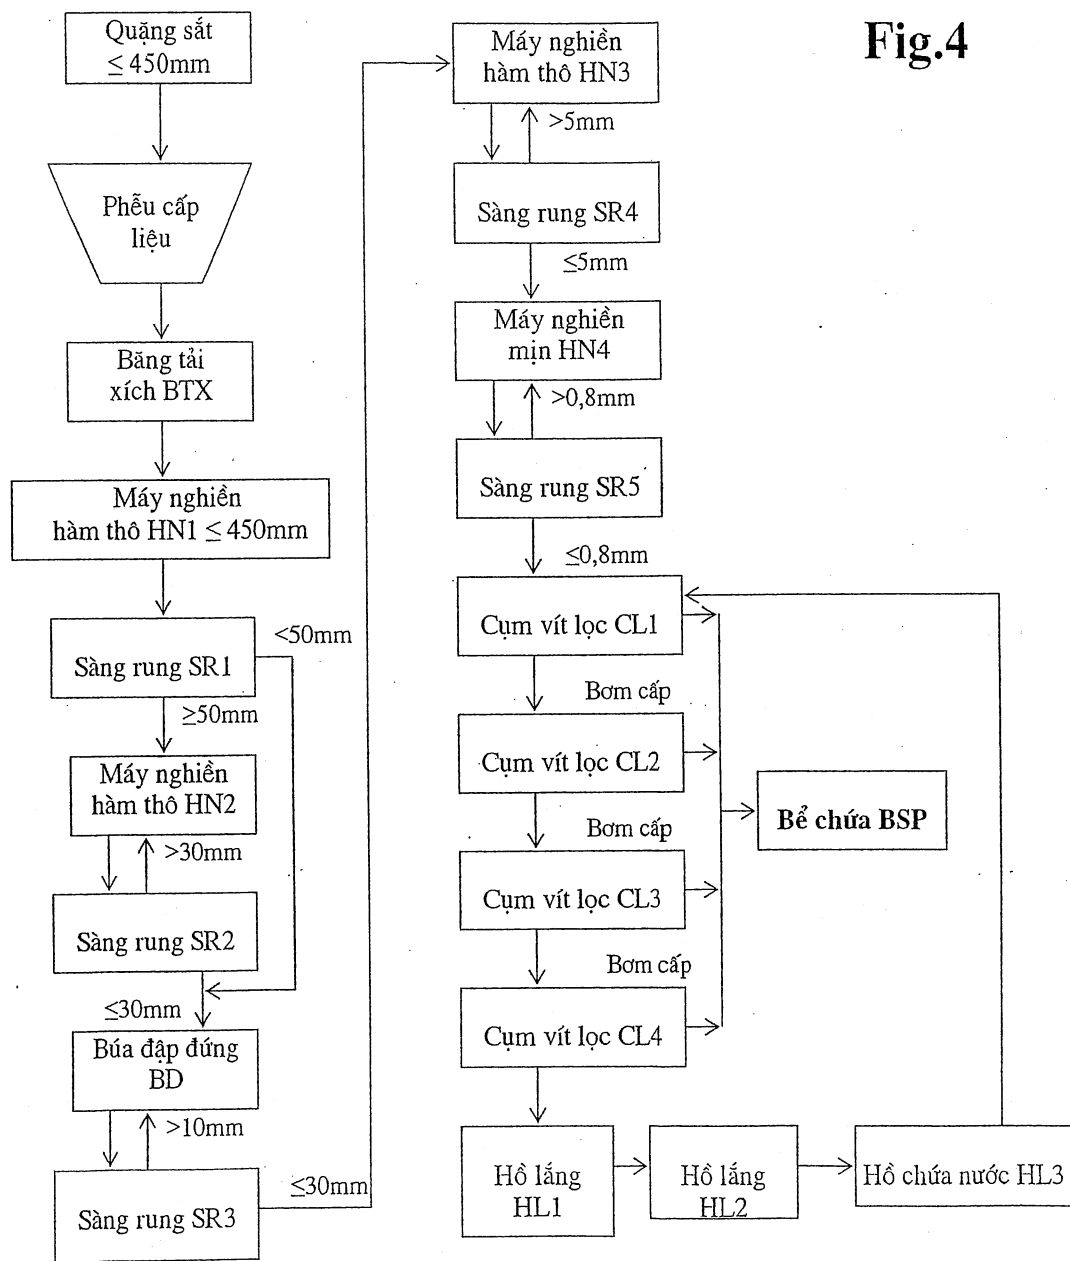 Fig.4
Quặng sắt
≤ 450mm
Phễu cấp
liệu
Băng tải
xích BTX
Máy nghiền
hàm thô HN1 ≤ 450mm
Sàng rung SR1
<50mm
≥50mm
Máy nghiền
hàm thô HN2
>30mm
Sàng rung SR2
≤30mm
Búa đập đứng
BD
>10mm
Sàng rung SR3
≤30mm
Máy nghiền
hàm thô HN3
>5mm
Sàng rung SR4
≤5mm
Máy nghiền
mịn HN4
>0,8mm
Sàng rung SR5
≤0,8mm
Cụm vít lọc CL1
Bơm cấp
Cụm vít lọc CL2
Bơm cấp
Cụm vít lọc CL3
Bơm cấp
Cụm vít lọc CL4
Bể chứa BSP
Hồ lắng
HL1
Hồ lắng
HL2
Hồ chứa nước HL3